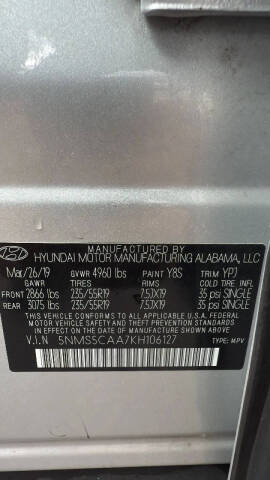 MANUFACTURED BY
HYUNDAI MOTOR MANUFACTURING ALABAMA, LLC
Mar/26/19 GVWR 4960 lbs PAINT Y8S TRIM YPJ
GAWR TIRES RIMS COLD TIRE INFL
FRONT 2866 lbs 235/55R19 7.5JX19 35 psi SINGLE
REAR 3075 lbs 235/55R19 7.5JX19 35 psi SINGLE
THIS VEHICLE CONFORMS TO ALL APPLICABLE U.S.A. FEDERAL MOTOR
VEHICLE SAFETY AND THEFT PREVENTION STANDARDS IN EFFECT ON
THE DATE OF MANUFACTURE SHOWN ABOVE.
V.I.N 5NMS5CAA7KH106127 TYPE: MPV